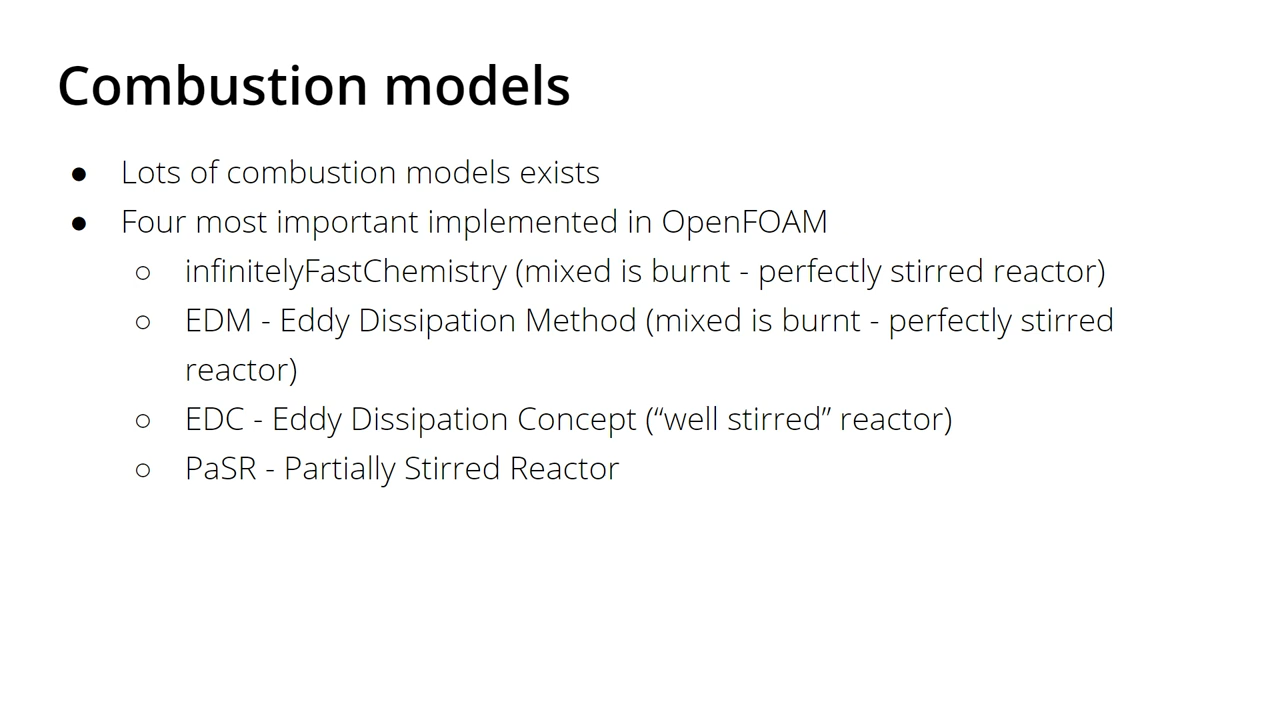 Combustion models
● Lots of combustion models exists
● Four most important implemented in OpenFOAM
○ infinitelyFastChemistry (mixed is burnt - perfectly stirred reactor)
○ EDM - Eddy Dissipation Method (mixed is burnt - perfectly stirred
reactor)
○ EDC - Eddy Dissipation Concept (“well stirred” reactor)
○ PaSR - Partially Stirred Reactor